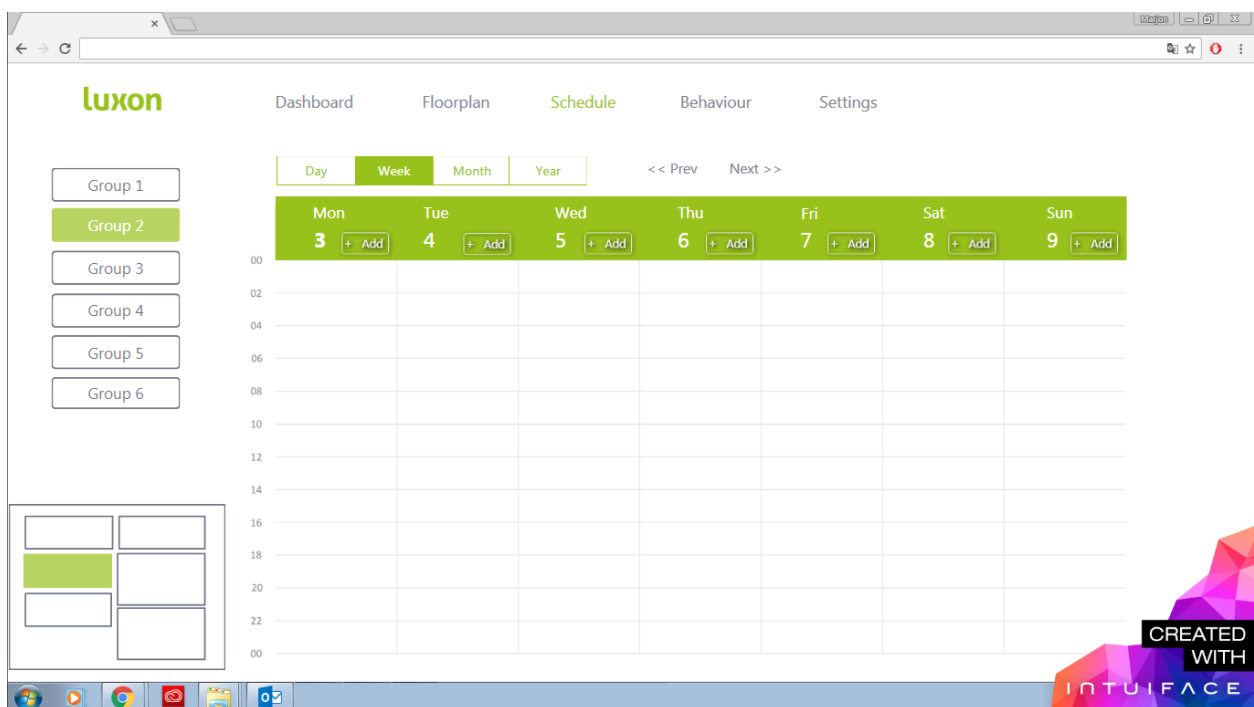 Marjan
luxon
Dashboard Floorplan Schedule Behaviour Settings
Day Week Month Year << Prev Next >>
Group 1
Group 2
Group 3
Group 4
Group 5
Group 6
Mon Tue Wed Thu Fri Sat Sun
3 + Add 4 + Add 5 + Add 6 + Add 7 + Add 8 + Add 9 + Add
00
02
04
06
08
10
12
14
16
18
20
22
00
CREATED
WITH
INTUIFACE